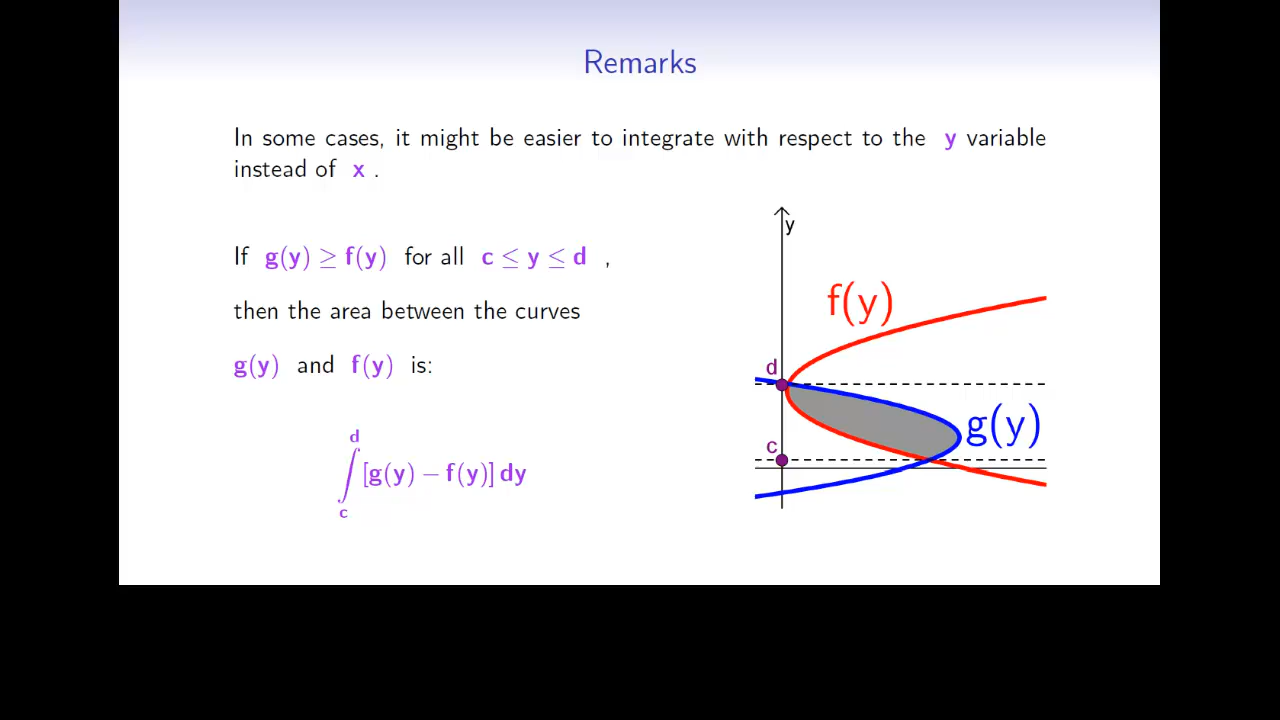 Remarks
In some cases, it might be easier to integrate with respect to the y variable
instead of x .
If g(y) ≥ f(y) for all c ≤ y ≤ d ,
then the area between the curves
g(y) and f(y) is:
d
∫ [g(y) − f(y)] dy
c
y
f(y)
d
g(y)
c